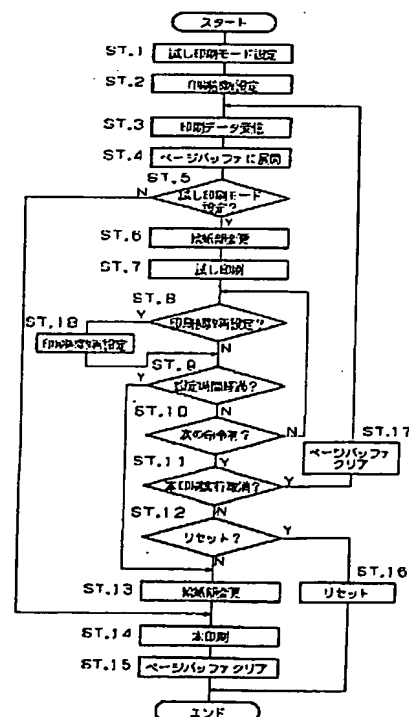 スタート
ST.1
試し印刷モード設定
ST.2
印刷枚数設定
ST.3
印刷データ受信
ST.4
ページバッファに展開
ST.5
試し印刷モード
設定?
N
Y
ST.6
給紙部変更
ST.7
試し印刷
ST.8
印刷枚数再設定?
Y
N
ST.18
印刷枚数再設定
ST.9
設定時間経過?
Y
N
ST.10
次の命令有?
N
Y
ST.11
本印刷実行取消?
Y
N
ST.17
ページバッファ
クリア
ST.12
リセット?
Y
N
ST.13
給紙部変更
ST.16
リセット
ST.14
本印刷
ST.15
ページバッファクリア
エンド